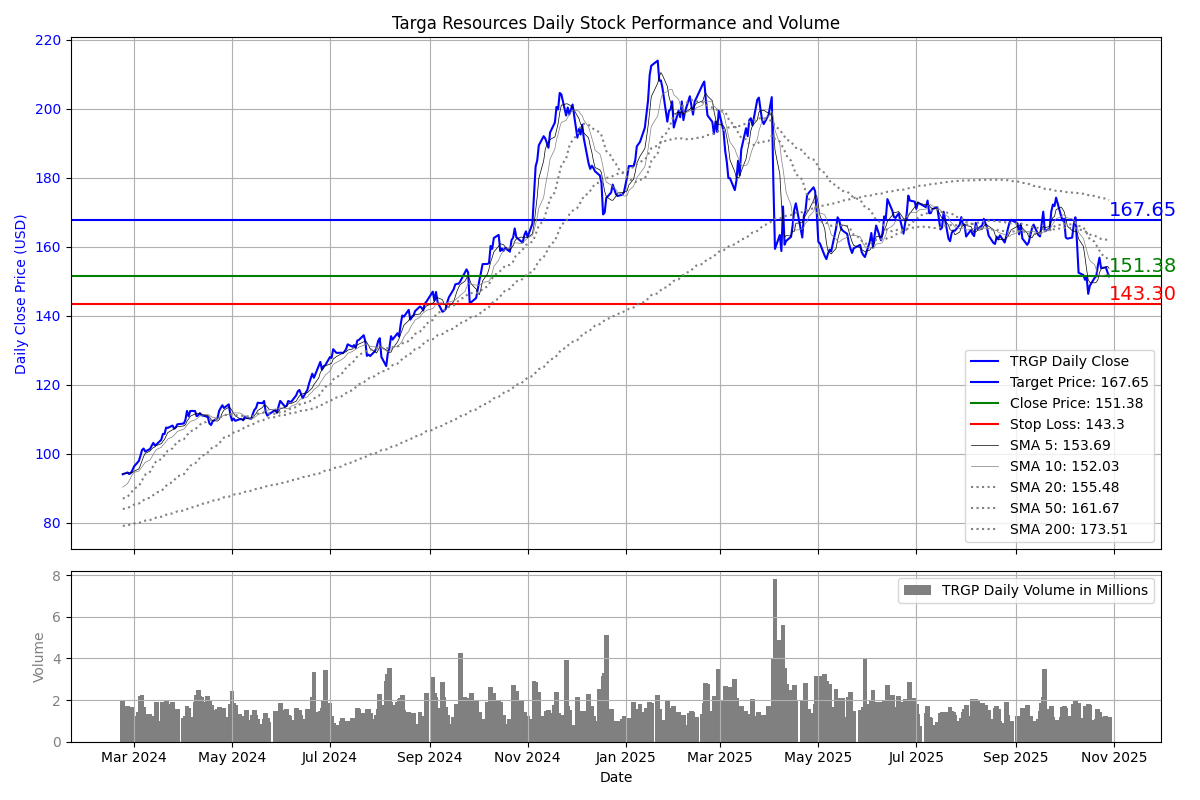 Targa Resources Daily Stock Performance and Volume
Daily Close Price (USD)
220
200
180
160
140
120
100
80
167.65
151.38
143.30
TRGP Daily Close
Target Price: 167.65
Close Price: 151.38
Stop Loss: 143.3
SMA 5: 153.69
SMA 10: 152.03
SMA 20: 155.48
SMA 50: 161.67
SMA 200: 173.51
Volume
8
6
4
2
0
TRGP Daily Volume in Millions
Mar 2024 May 2024 Jul 2024 Sep 2024 Nov 2024 Jan 2025 Mar 2025 May 2025 Jul 2025 Sep 2025 Nov 2025
Date